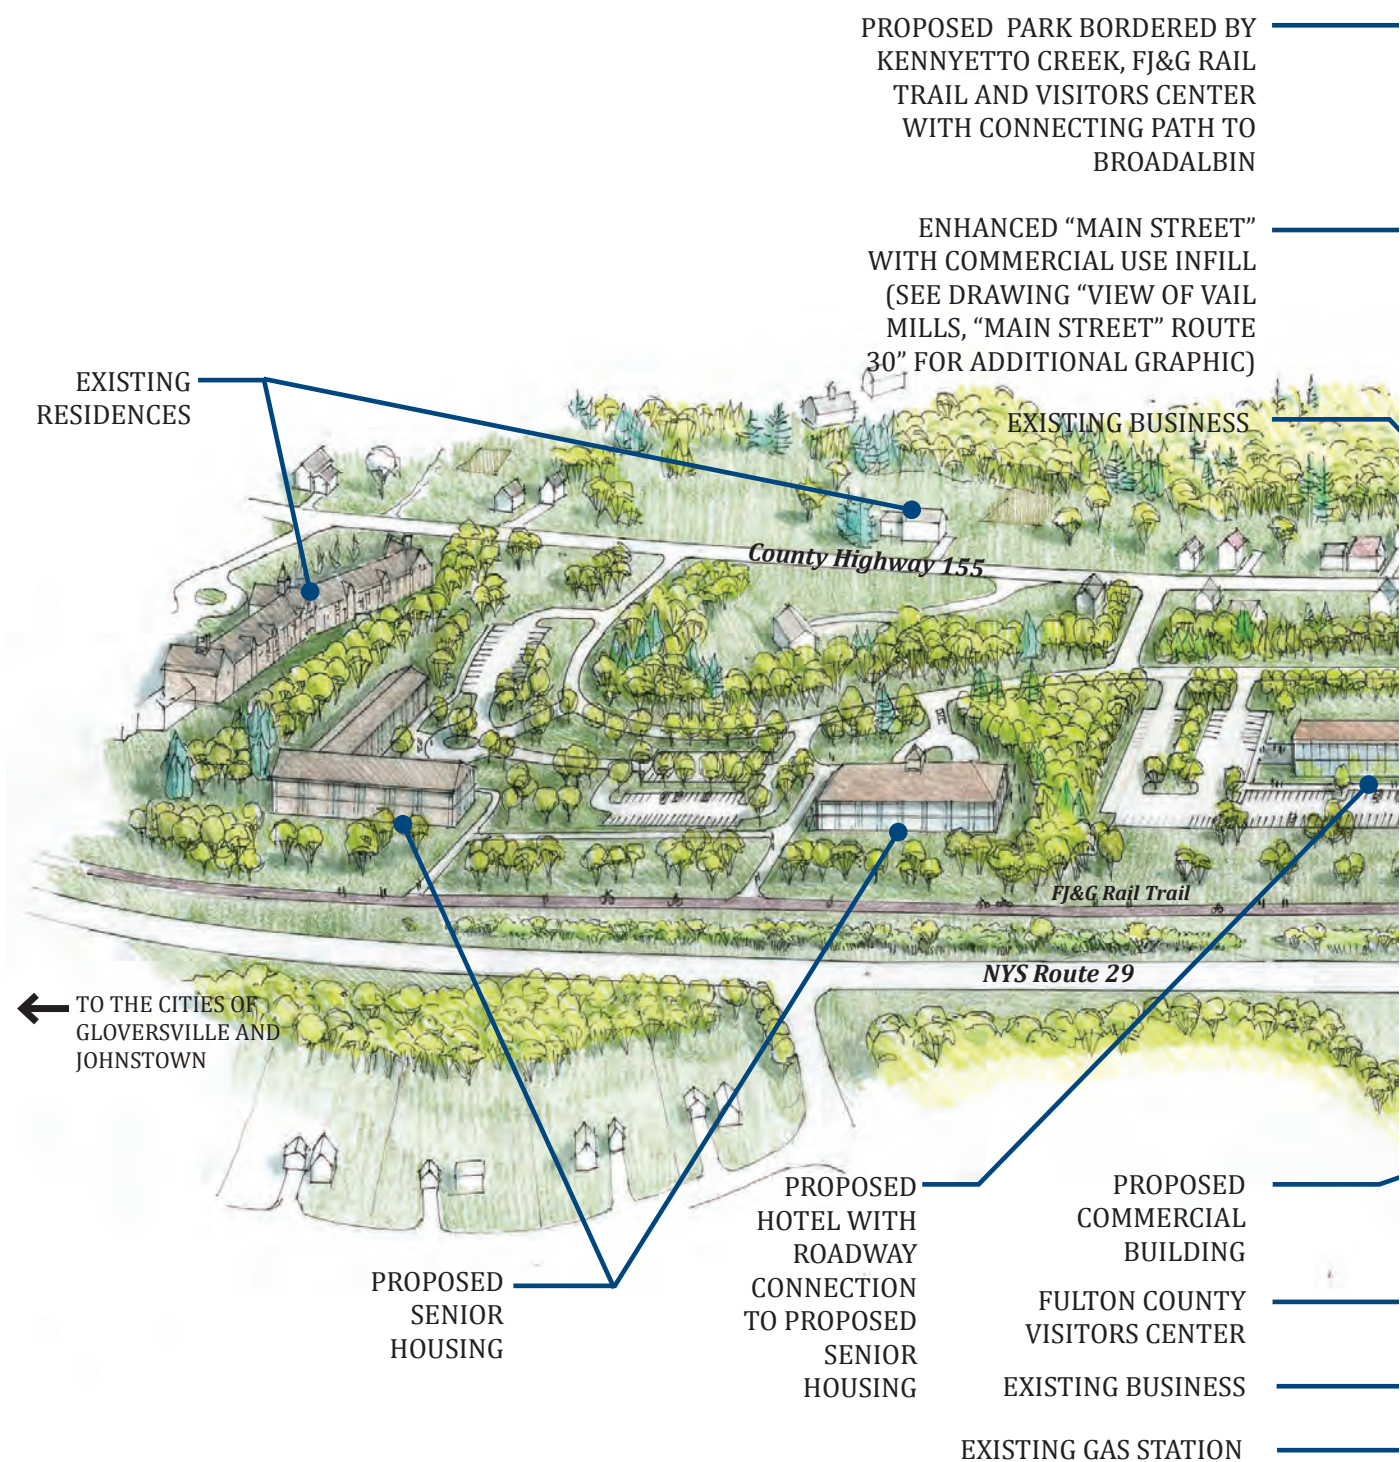 PROPOSED PARK BORDERED BY
KENNYETTO CREEK, FJ&G RAIL
TRAIL AND VISITORS CENTER
WITH CONNECTING PATH TO
BROADALBIN
ENHANCED “MAIN STREET”
WITH COMMERCIAL USE INFILL
(SEE DRAWING “VIEW OF VAIL
MILLS, “MAIN STREET” ROUTE
30” FOR ADDITIONAL GRAPHIC)
EXISTING
RESIDENCES
EXISTING BUSINESS
County Highway 155
FJ&G Rail Trail
NYS Route 29
TO THE CITIES OF
GLOVERSVILLE AND
JOHNSTOWN
PROPOSED
SENIOR
HOUSING
PROPOSED
HOTEL WITH
ROADWAY
CONNECTION
TO PROPOSED
SENIOR
HOUSING
PROPOSED
COMMERCIAL
BUILDING
FULTON COUNTY
VISITORS CENTER
EXISTING BUSINESS
EXISTING GAS STATION